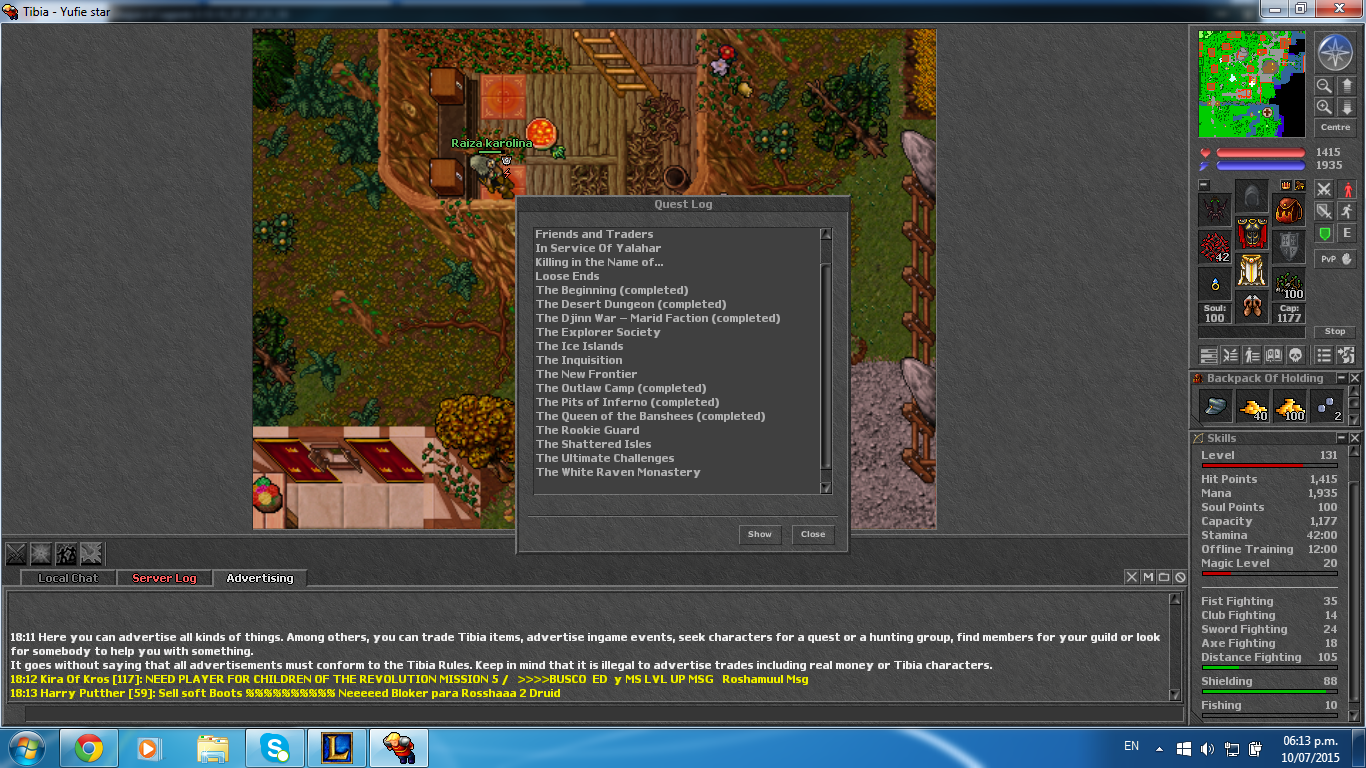 Tibia - Yufie star
Raiza karolina
Quest Log
Friends and Traders
In Service Of Yalahar
Killing in the Name of...
Loose Ends
The Beginning (completed)
The Desert Dungeon (completed)
The Djinn War – Marid Faction (completed)
The Explorer Society
The Ice Islands
The Inquisition
The New Frontier
The Outlaw Camp (completed)
The Pits of Inferno (completed)
The Queen of the Banshees (completed)
The Rookie Guard
The Shattered Isles
The Ultimate Challenges
The White Raven Monastery
Show Close
Centre
1415
1935
42
E
PvP
100
Soul:
100
Cap:
1177
Stop
Backpack Of Holding
40 100 2
Skills
Level 131
Hit Points 1,415
Mana 1,935
Soul Points 100
Capacity 1,177
Stamina 42:00
Offline Training 12:00
Magic Level 20
Fist Fighting 35
Club Fighting 14
Sword Fighting 24
Axe Fighting 18
Distance Fighting 105
Shielding 88
Fishing 10
Local Chat Server Log Advertising
M
18:11 Here you can advertise all kinds of things. Among others, you can trade Tibia items, advertise ingame events, seek characters for a quest or a hunting group, find members for your guild or look
for somebody to help you with something.
It goes without saying that all advertisements must conform to the Tibia Rules. Keep in mind that it is illegal to advertise trades including real money or Tibia characters.
18:12 Kira Of Kros [117]: NEED PLAYER FOR CHILDREN OF THE REVOLUTION MISSION 5 / >>>>BUSCO ED y MS LVL UP MSG Roshamuul Msg
18:13 Harry Putther [59]: Sell soft Boots %%%%%%%%%% Neeeeed Bloker para Rosshaaa 2 Druid
L
EN
06:13 p.m.
10/07/2015